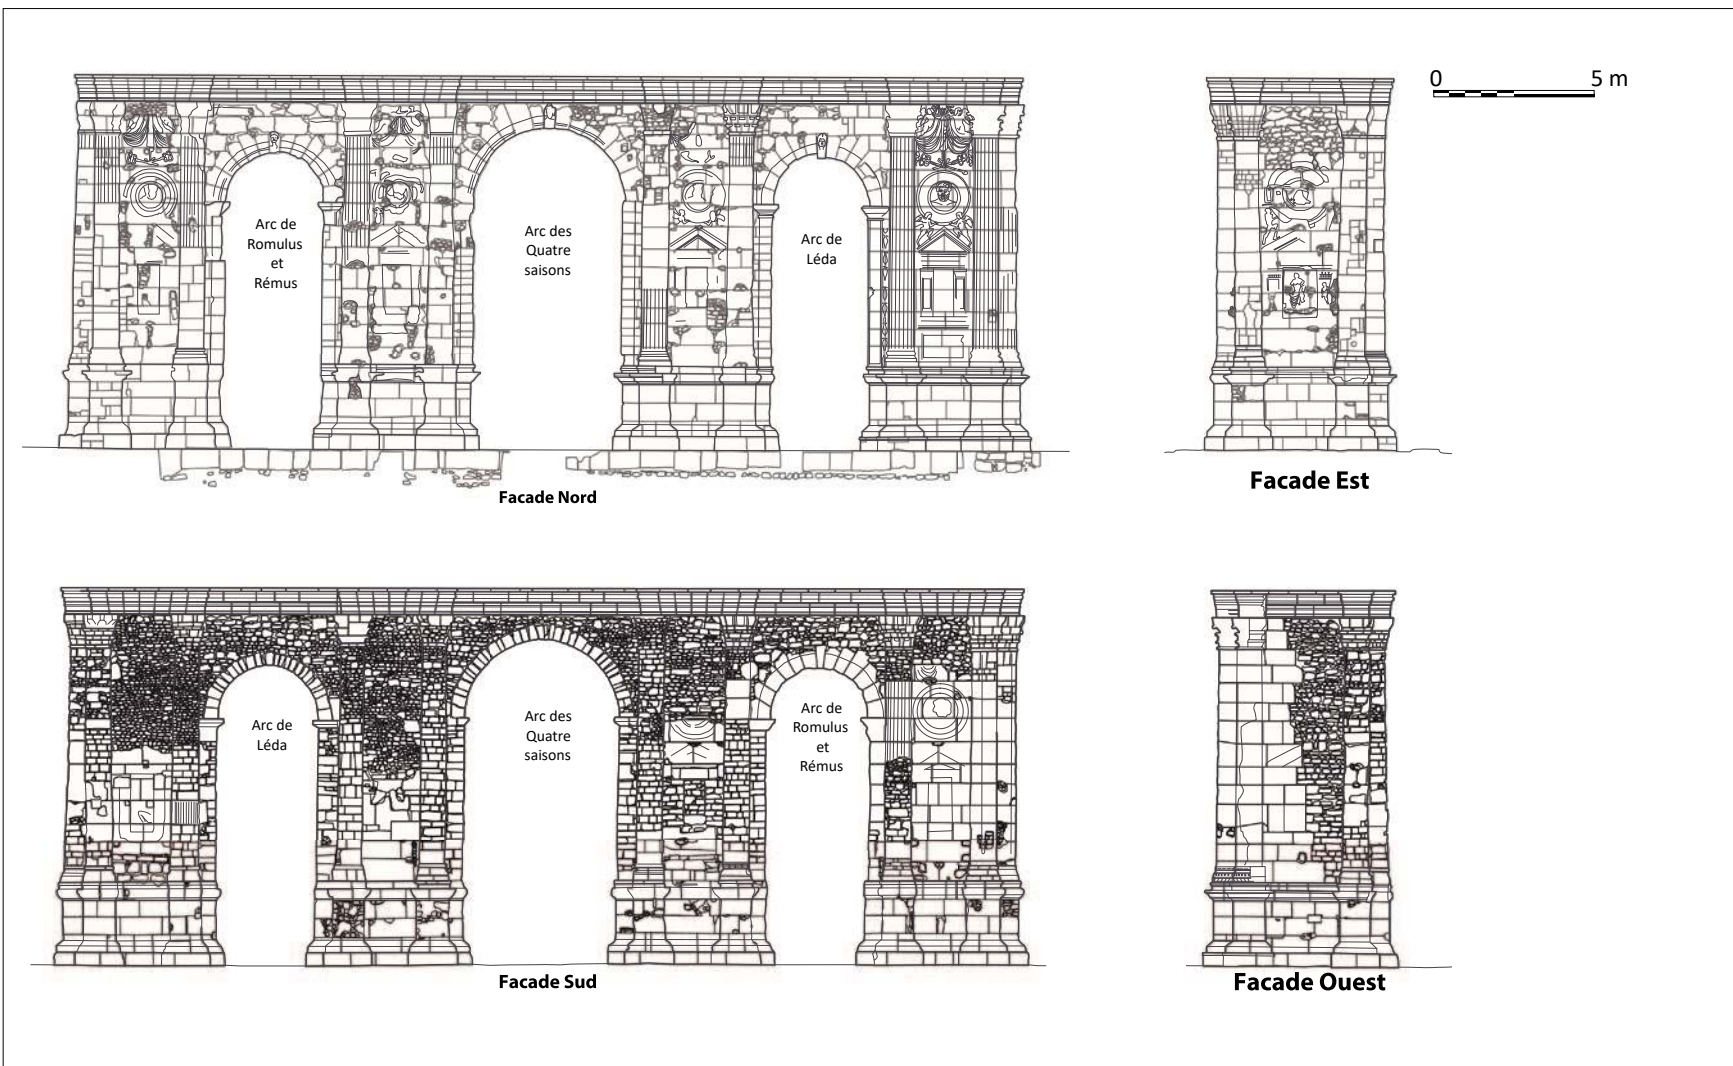 0 5 m
Arc de
Romulus
et
Rémus
Arc des
Quatre
saisons
Arc de
Léda
Facade Nord
Facade Est
Arc de
Léda
Arc des
Quatre
saisons
Arc de
Romulus
et
Rémus
Facade Sud
Facade Ouest